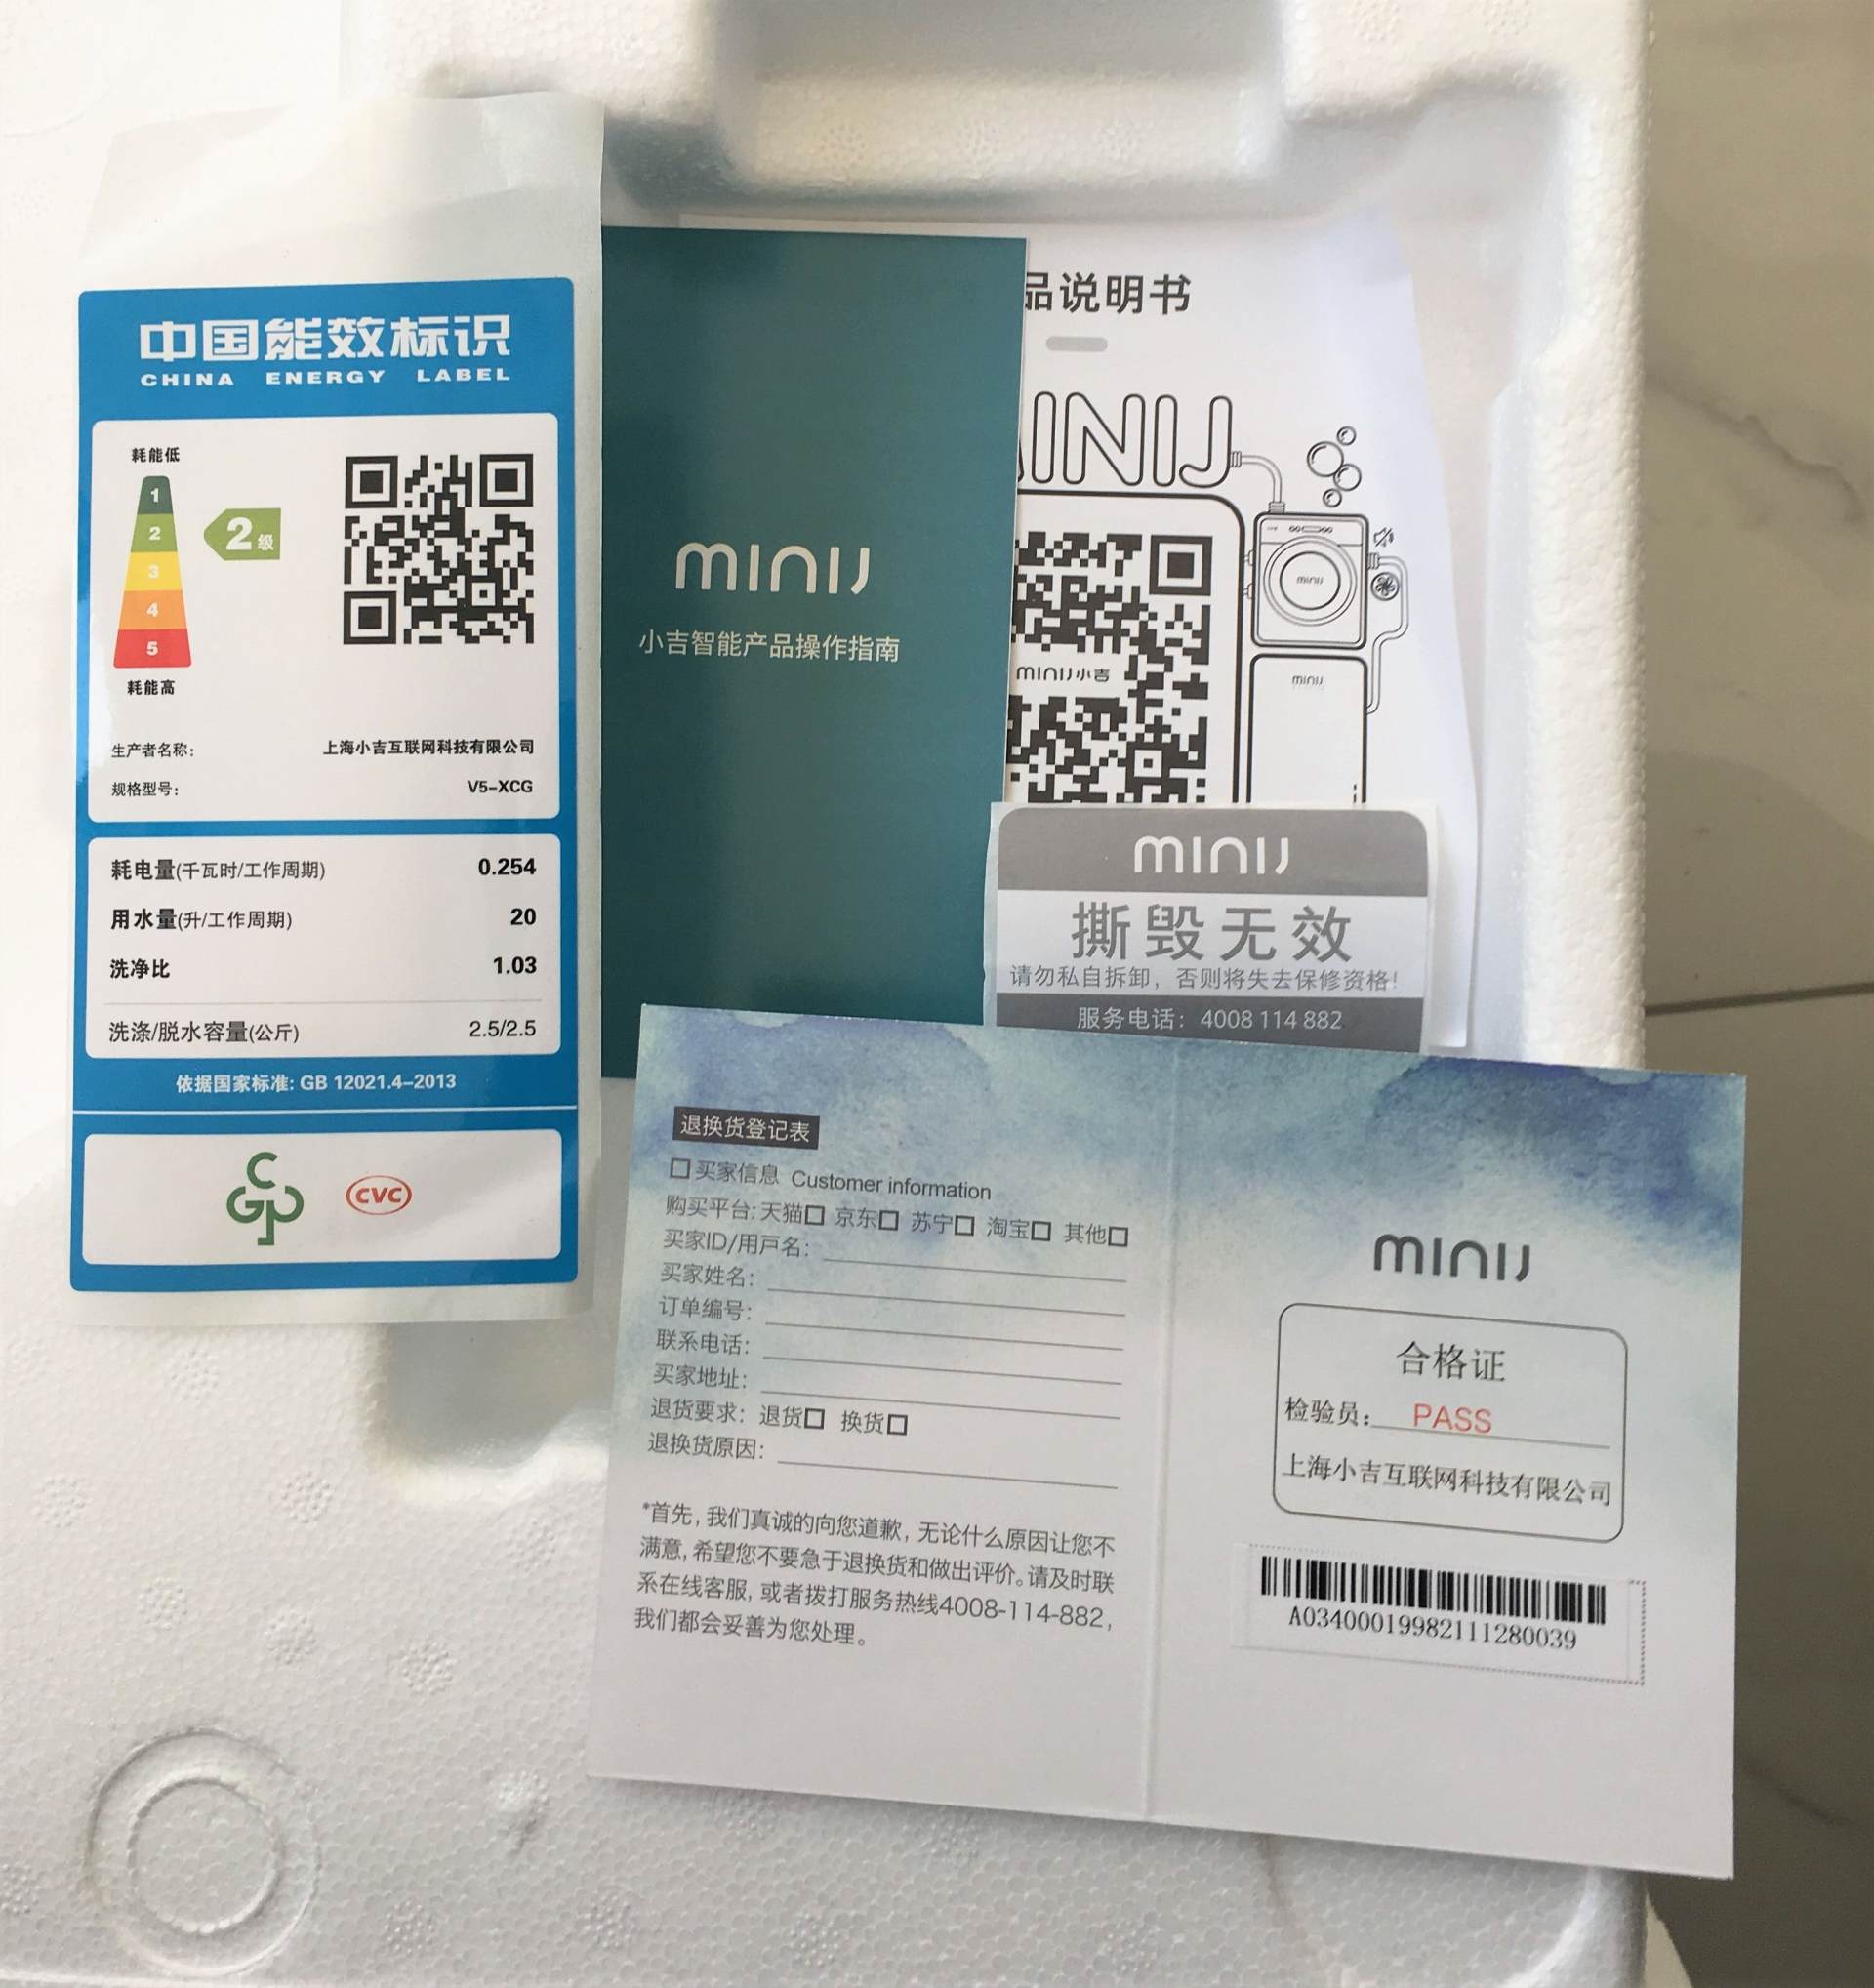 中国能效标识
CHINA ENERGY LABEL
耗能低
1
2
3
4
5
2级
耗能高
生产者名称: 上海小吉互联网科技有限公司
规格型号: V5-XCG
耗电量(千瓦时/工作周期) 0.254
用水量(升/工作周期) 20
洗净比 1.03
洗涤/脱水容量(公斤) 2.5/2.5
依据国家标准: GB 12021.4-2013
CGP
CVC
minij
小吉智能产品操作指南
品说明书
INIJ
minij
minij
minij小吉
minij
撕毁无效
请勿私自拆卸，否则将失去保修资格!
服务电话：4008 114 882
退换货登记表
买家信息 Customer information
购买平台: 天猫□ 京东□ 苏宁□ 淘宝□ 其他□
买家ID/用户名：
买家姓名：
订单编号：
联系电话：
买家地址：
退货要求：退货□ 换货□
退换货原因：
*首先，我们真诚的向您道歉，无论什么原因让您不
满意，希望您不要急于退换货和做出评价。请及时联
系在线客服，或者拨打服务热线4008-114-882，
我们都会妥善为您处理。
minij
合格证
检验员：PASS
上海小吉互联网科技有限公司
A03400019982111280039